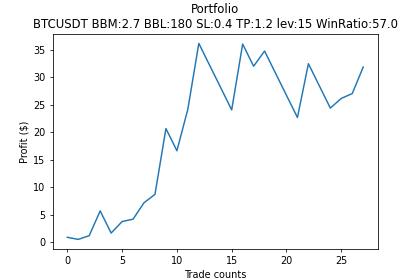 Portfolio
BTCUSDT BBM:2.7 BBL:180 SL:0.4 TP:1.2 lev:15 WinRatio:57.0
35
30
25
20
15
10
5
0
Profit ($)
0 5 10 15 20 25
Trade counts